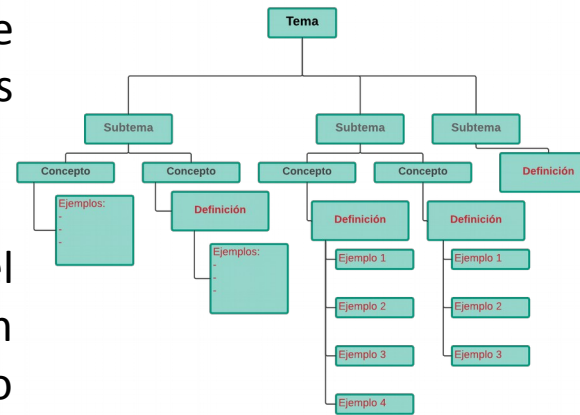 e
s
el
n
o
Tema
Subtema Subtema Subtema
Concepto Concepto Concepto Concepto Definición
Ejemplos:
-
-
-
Definición
Ejemplos:
-
-
-
Definición
Ejemplo 1
Ejemplo 2
Ejemplo 3
Ejemplo 4
Definición
Ejemplo 1
Ejemplo 2
Ejemplo 3